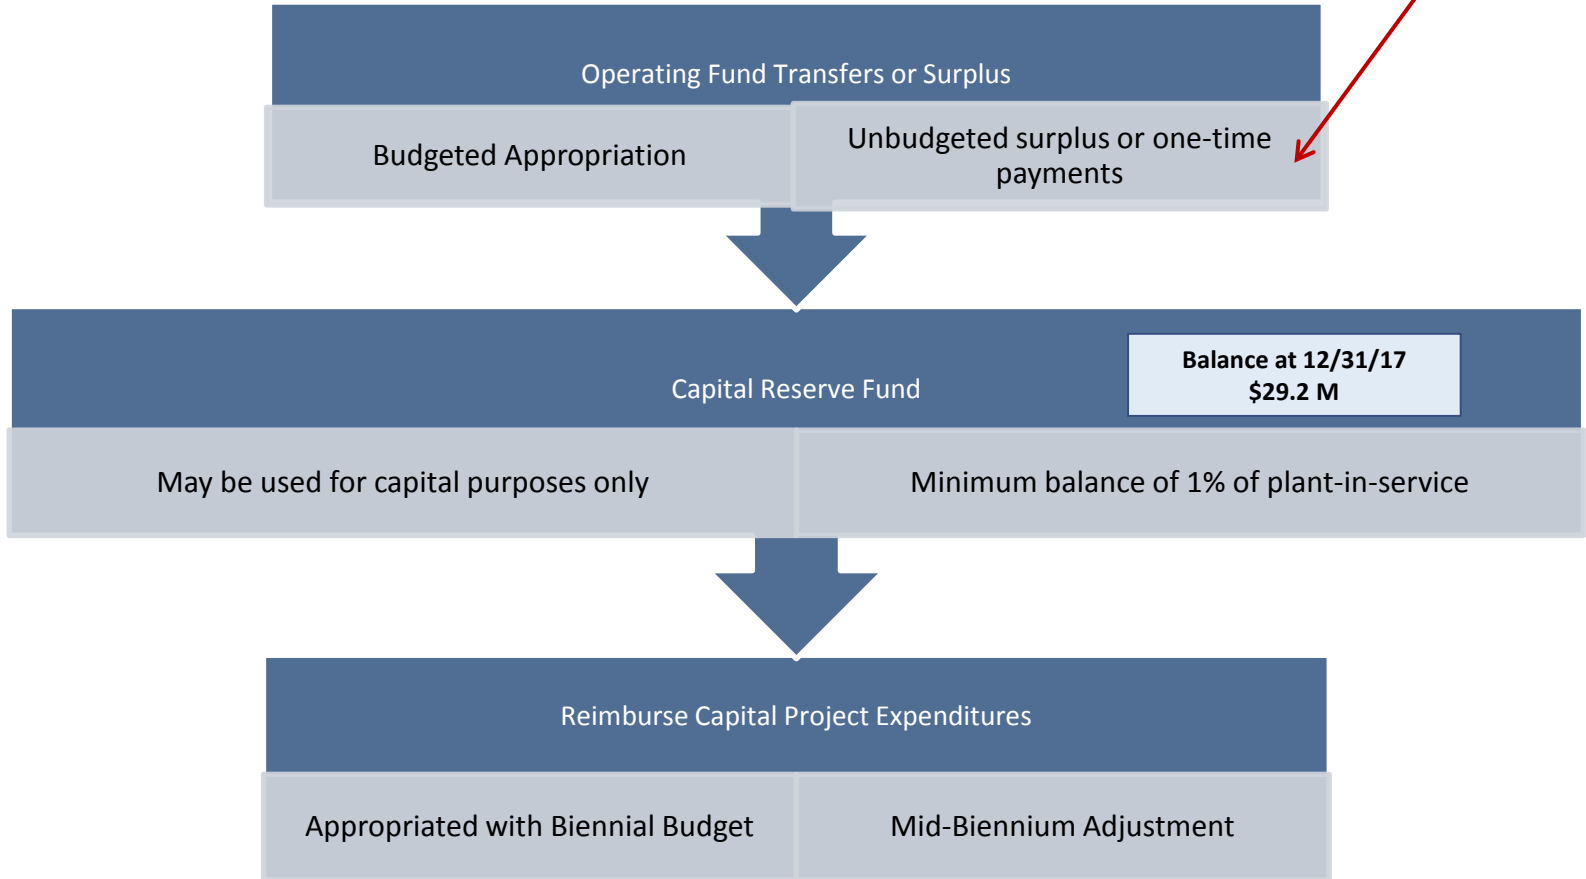 Operating Fund Transfers or Surplus
Budgeted Appropriation
Unbudgeted surplus or one-time
payments
Capital Reserve Fund
Balance at 12/31/17
$29.2 M
May be used for capital purposes only
Minimum balance of 1% of plant-in-service
Reimburse Capital Project Expenditures
Appropriated with Biennial Budget
Mid-Biennium Adjustment